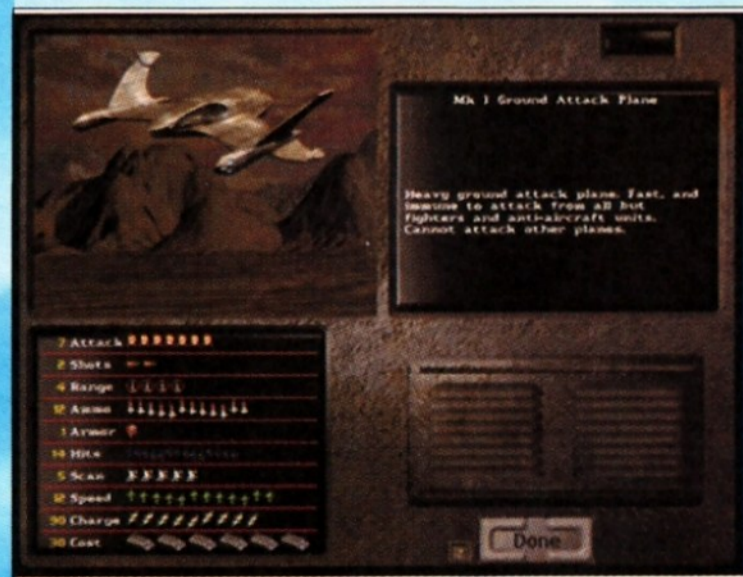 Mk I Ground Attack Plane
Heavy ground attack plane. Fast, and
immune to attack from all but
fighters and anti-aircraft units.
Cannot attack other planes.
7 Attack
2 Shots
4 Range
12 Ammo
1 Armor
14 Hits
5 Scan
12 Speed
90 Charge
30 Cost
Done